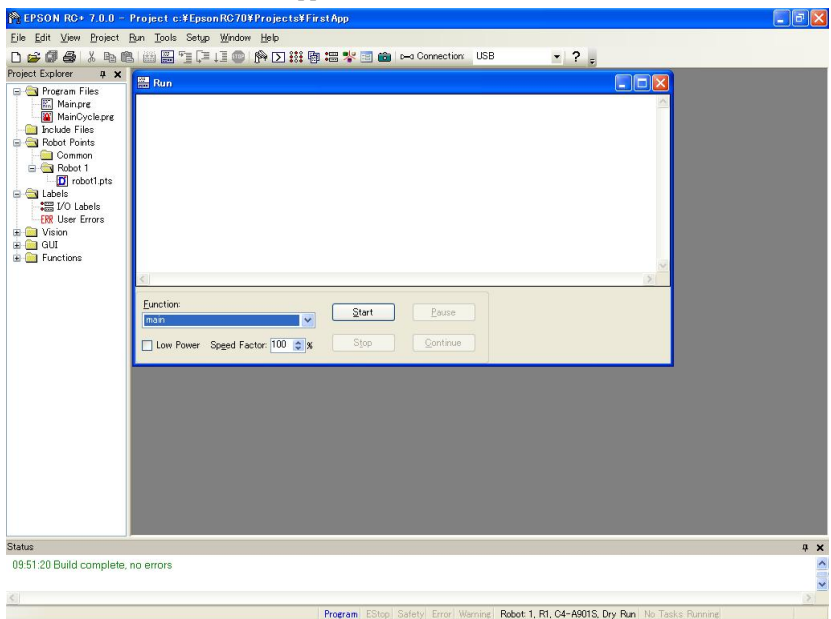 EPSON RC+ 7.0.0 - Project c:¥EpsonRC70¥Projects¥FirstApp
File Edit View Project Run Tools Setup Window Help
Connection: USB
?
Project Explorer
Program Files
Main.prg
MainCycle.prg
Include Files
Robot Points
Common
Robot 1
robot1.pts
Labels
I/O Labels
ERR User Errors
Vision
GUI
Functions
Run
Function:
main
Start
Pause
Low Power Speed Factor: 100 %
Stop
Continue
Status
09:51:20 Build complete, no errors
Program EStop Safety Error Warning Robot 1, R1, C4-A901S, Dry Run No Tasks Running